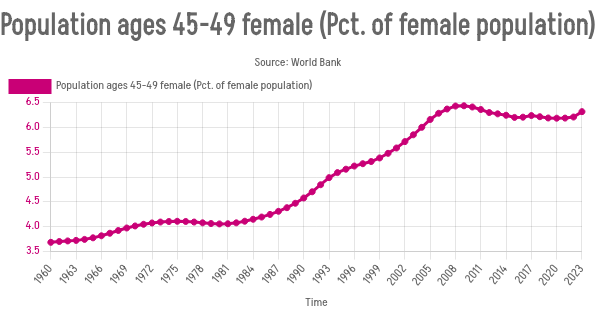 Population ages 45-49 female (Pct. of female population)
Source: World Bank
Population ages 45-49 female (Pct. of female population)
6.5
6.0
5.5
5.0
4.5
4.0
3.5
1960 1963 1966 1969 1972 1975 1978 1981 1984 1987 1990 1993 1996 1999 2002 2005 2008 2011 2014 2017 2020 2023
Time